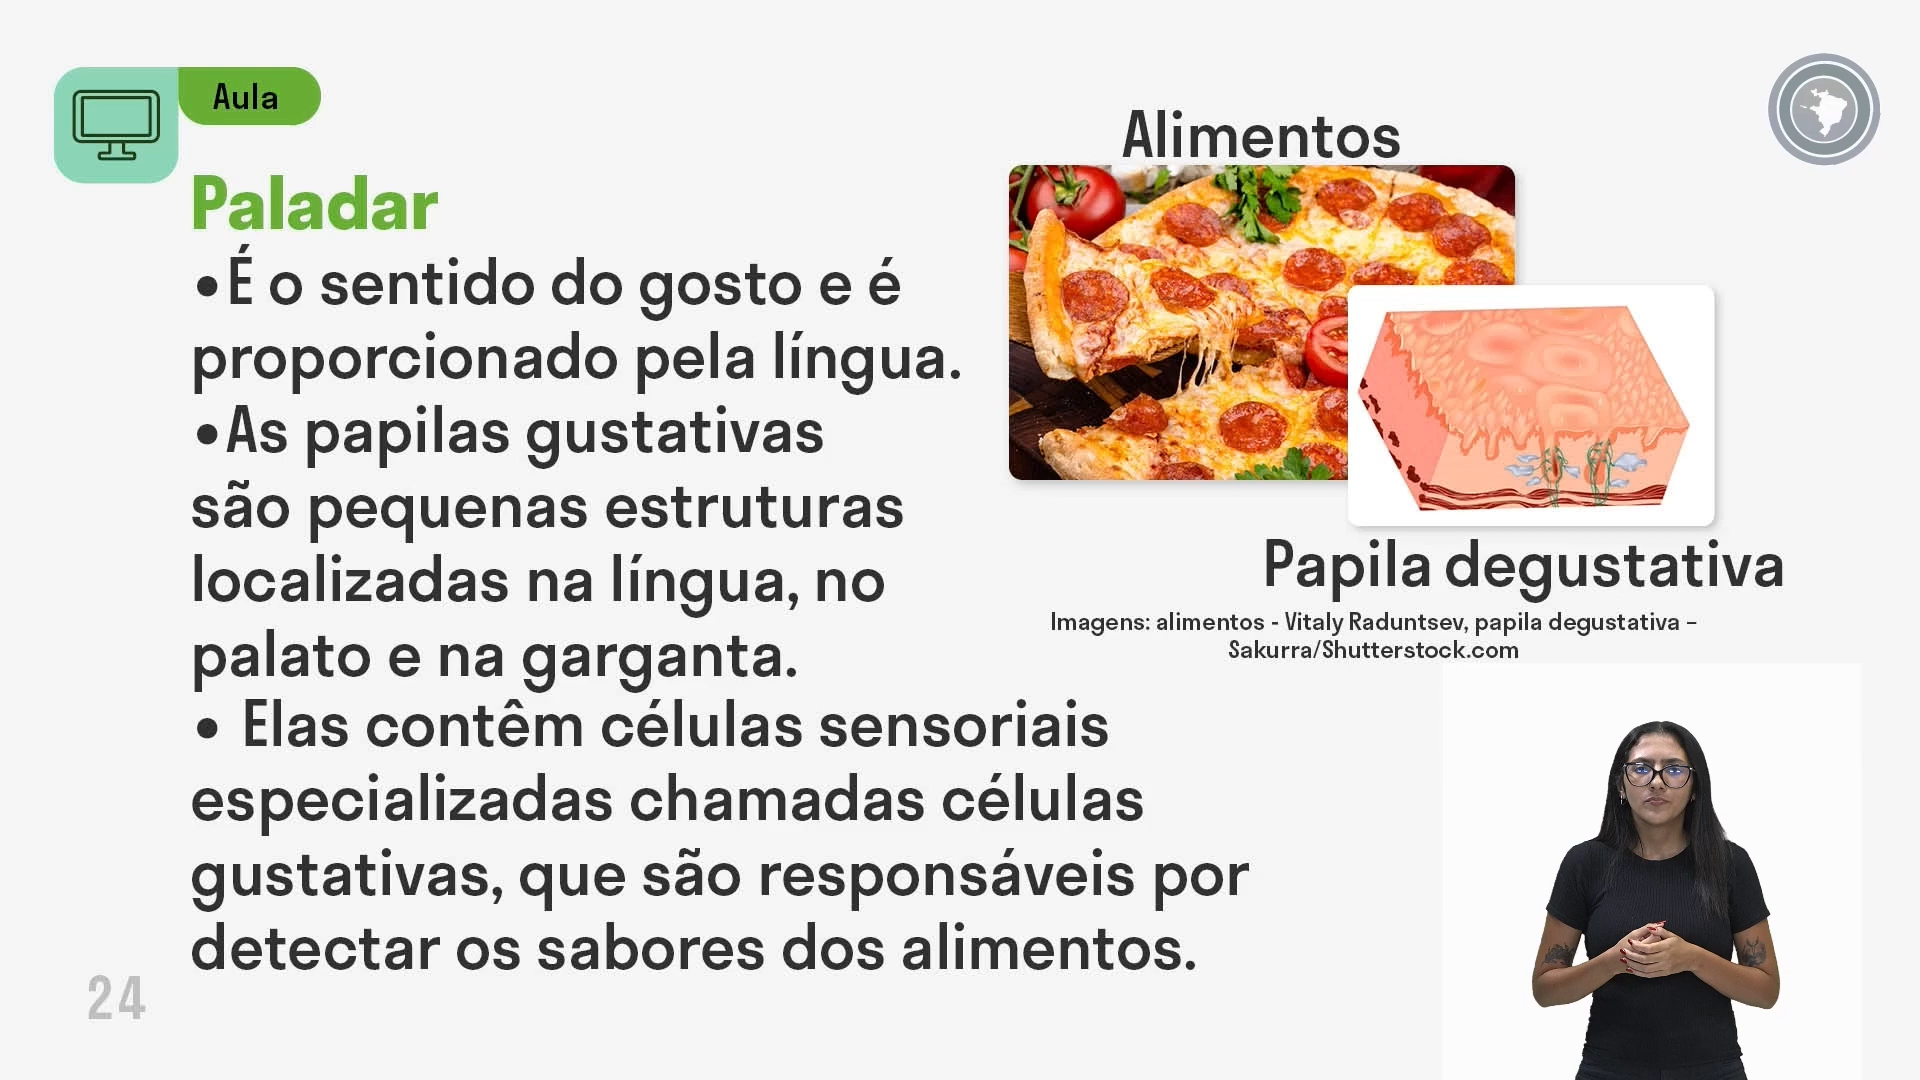 Aula
Paladar
•É o sentido do gosto e é
proporcionado pela língua.
•As papilas gustativas
são pequenas estruturas
localizadas na língua, no
palato e na garganta.
• Elas contêm células sensoriais
especializadas chamadas células
gustativas, que são responsáveis por
detectar os sabores dos alimentos.
Alimentos
Papila degustativa
Imagens: alimentos - Vitaly Raduntsev, papila degustativa –
Sakurra/Shutterstock.com
24